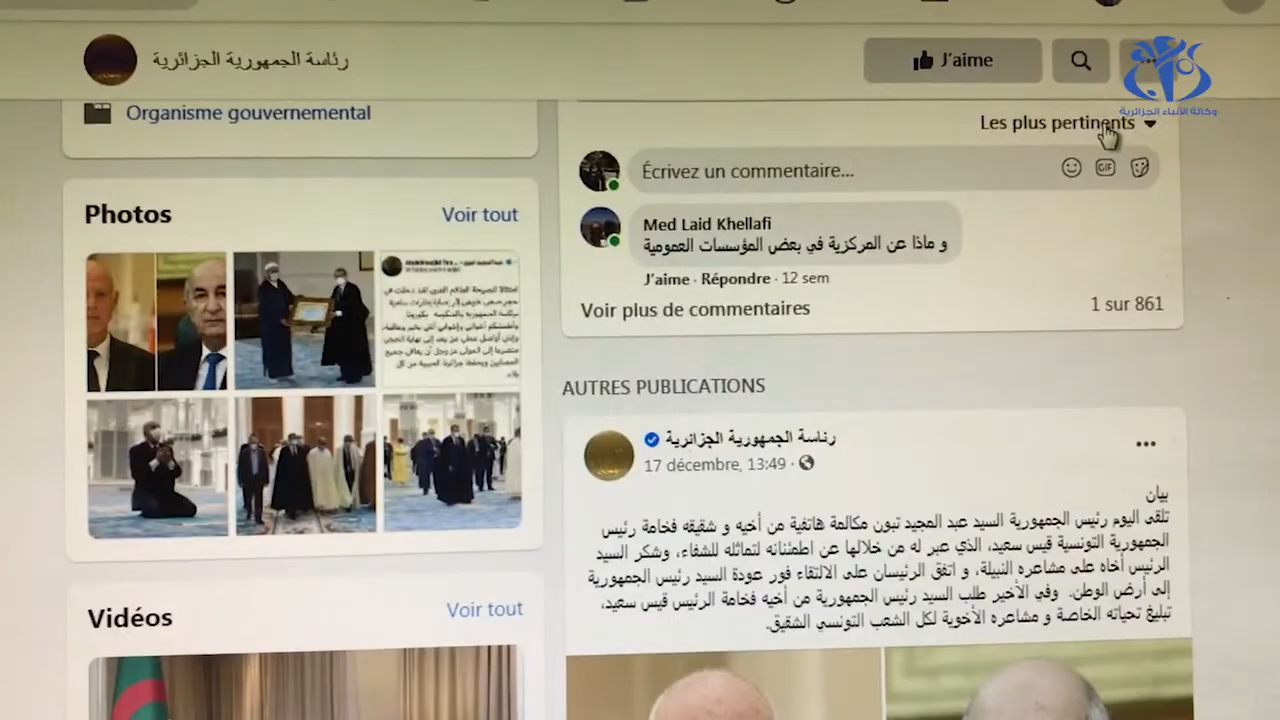 رئاسة الجمهورية الجزائرية
J'aime
وكالة الأنباء الجزائرية
Organisme gouvernemental
Les plus pertinents
Écrivez un commentaire...
GIF
Photos
Voir tout
Med Laid Khellafi
و ماذا عن المركزية في بعض المؤسسات العمومية
J'aime · Répondre · 12 sem
Voir plus de commentaires
1 sur 861
AUTRES PUBLICATIONS
رئاسة الجمهورية الجزائرية
17 décembre, 13:49 ·
بيان
تلقى اليوم رئيس الجمهورية السيد عبد المجيد تبون مكالمة هاتفية من أخيه و شقيقه فخامة رئيس
الجمهورية التونسية قيس سعيد، الذي عبر له من خلالها عن اطمئنانه لتماثله للشفاء، وشكر السيد
الرئيس أخاه على مشاعره النبيلة، و اتفق الرئيسان على الالتقاء فور عودة السيد رئيس الجمهورية
إلى أرض الوطن. وفي الأخير طلب السيد رئيس الجمهورية من أخيه فخامة الرئيس قيس سعيد،
تبليغ تحياته الخاصة و مشاعره الأخوية لكل الشعب التونسي الشقيق.
Vidéos
Voir tout